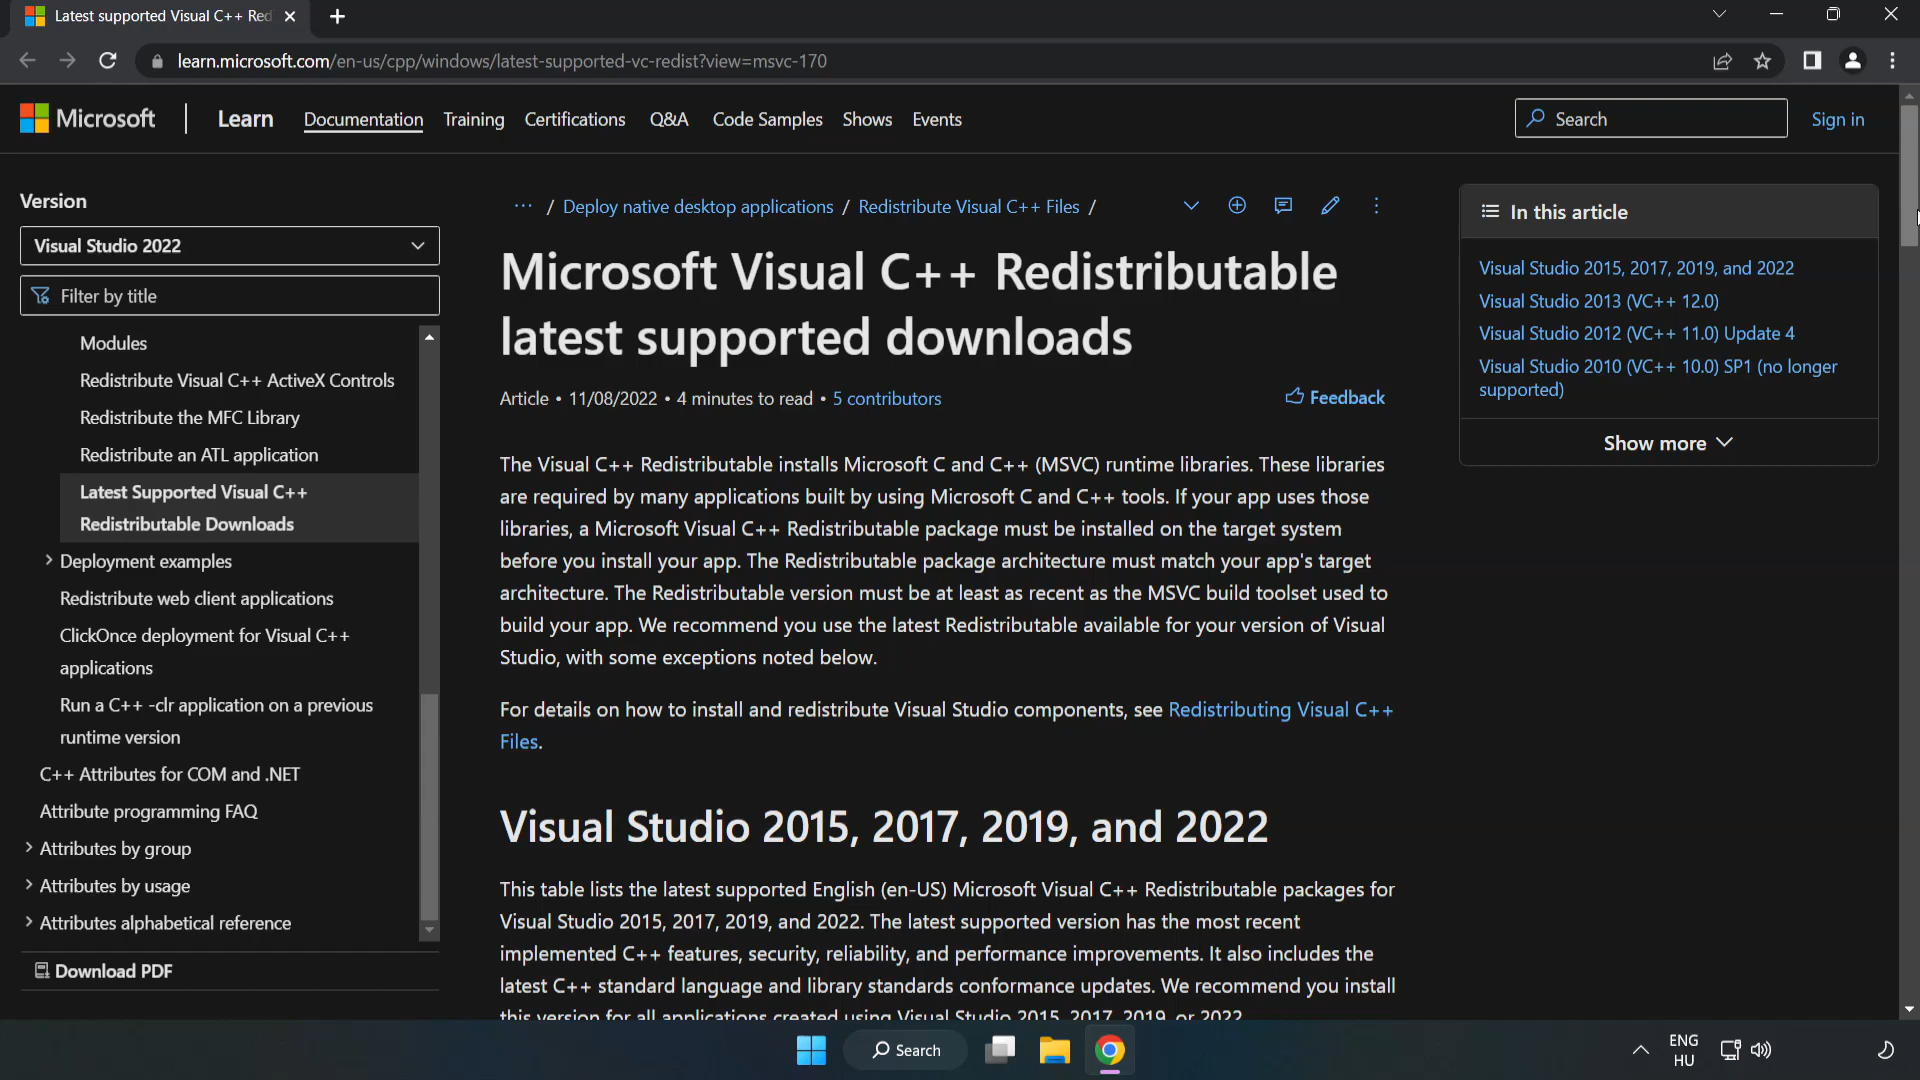 Latest supported Visual C++ Red
learn.microsoft.com/en-us/cpp/windows/latest-supported-vc-redist?view=msvc-170
Microsoft
Learn
Documentation
Training
Certifications
Q&A
Code Samples
Shows
Events
Search
Sign in
Version
Visual Studio 2022
Filter by title
Modules
Redistribute Visual C++ ActiveX Controls
Redistribute the MFC Library
Redistribute an ATL application
Latest Supported Visual C++
Redistributable Downloads
Deployment examples
Redistribute web client applications
ClickOnce deployment for Visual C++
applications
Run a C++ -clr application on a previous
runtime version
C++ Attributes for COM and .NET
Attribute programming FAQ
Attributes by group
Attributes by usage
Attributes alphabetical reference
Download PDF
··· / Deploy native desktop applications / Redistribute Visual C++ Files /
Microsoft Visual C++ Redistributable
latest supported downloads
Article • 11/08/2022 • 4 minutes to read • 5 contributors
Feedback
The Visual C++ Redistributable installs Microsoft C and C++ (MSVC) runtime libraries. These libraries
are required by many applications built by using Microsoft C and C++ tools. If your app uses those
libraries, a Microsoft Visual C++ Redistributable package must be installed on the target system
before you install your app. The Redistributable package architecture must match your app's target
architecture. The Redistributable version must be at least as recent as the MSVC build toolset used to
build your app. We recommend you use the latest Redistributable available for your version of Visual
Studio, with some exceptions noted below.
For details on how to install and redistribute Visual Studio components, see Redistributing Visual C++
Files.
Visual Studio 2015, 2017, 2019, and 2022
This table lists the latest supported English (en-US) Microsoft Visual C++ Redistributable packages for
Visual Studio 2015, 2017, 2019, and 2022. The latest supported version has the most recent
implemented C++ features, security, reliability, and performance improvements. It also includes the
latest C++ standard language and library standards conformance updates. We recommend you install
this version for all applications created using Visual Studio 2015, 2017, 2019, or 2022.
In this article
Visual Studio 2015, 2017, 2019, and 2022
Visual Studio 2013 (VC++ 12.0)
Visual Studio 2012 (VC++ 11.0) Update 4
Visual Studio 2010 (VC++ 10.0) SP1 (no longer
supported)
Show more
Search
ENG
HU